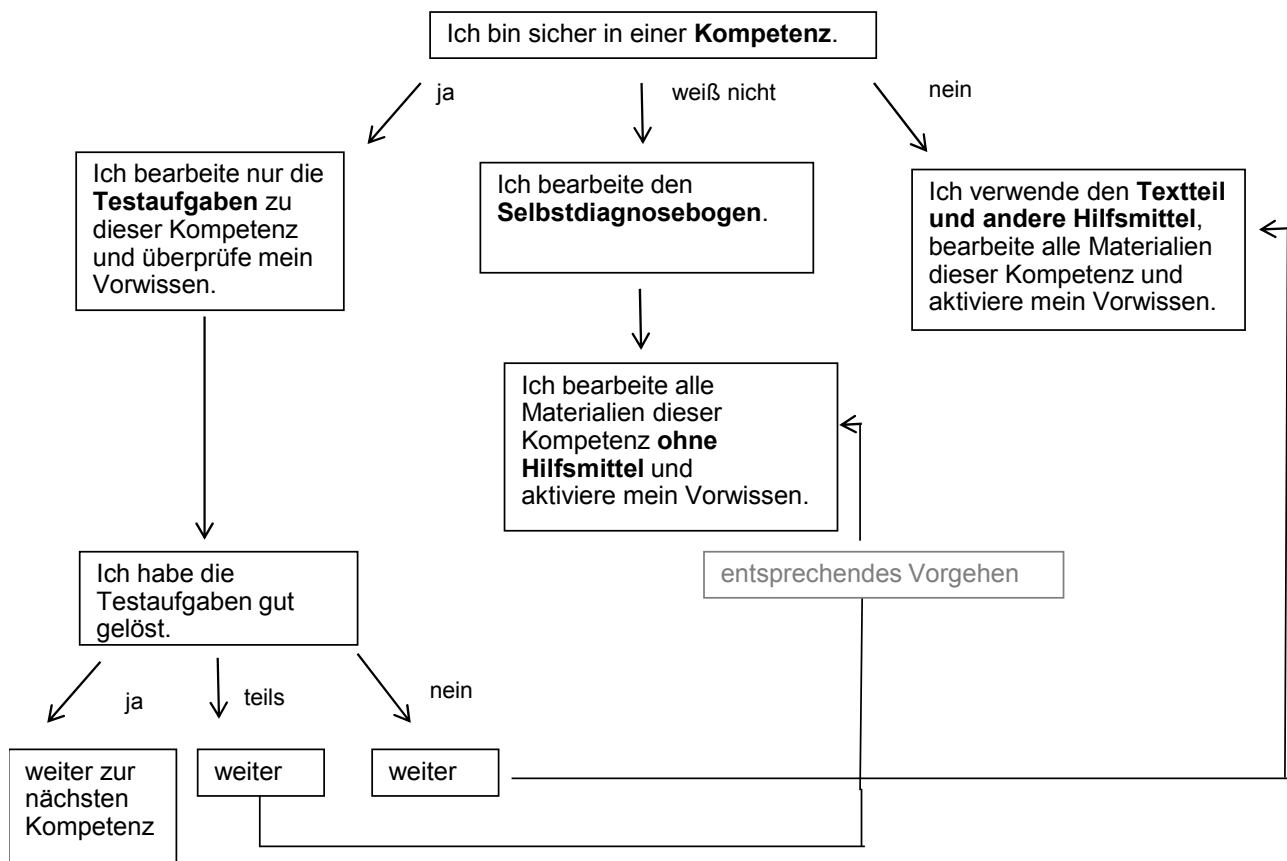 Ich bin sicher in einer Kompetenz.
ja
weiß nicht
nein
Ich bearbeite nur die
Testaufgaben zu
dieser Kompetenz
und überprüfe mein
Vorwissen.
Ich bearbeite den
Selbstdiagnosebogen.
Ich verwende den Textteil
und andere Hilfsmittel,
bearbeite alle Materialien
dieser Kompetenz und
aktiviere mein Vorwissen.
Ich bearbeite alle
Materialien dieser
Kompetenz ohne
Hilfsmittel und
aktiviere mein Vorwissen.
Ich habe die
Testaufgaben gut
gelöst.
entsprechendes Vorgehen
ja
teils
nein
weiter zur
nächsten
Kompetenz
weiter
weiter